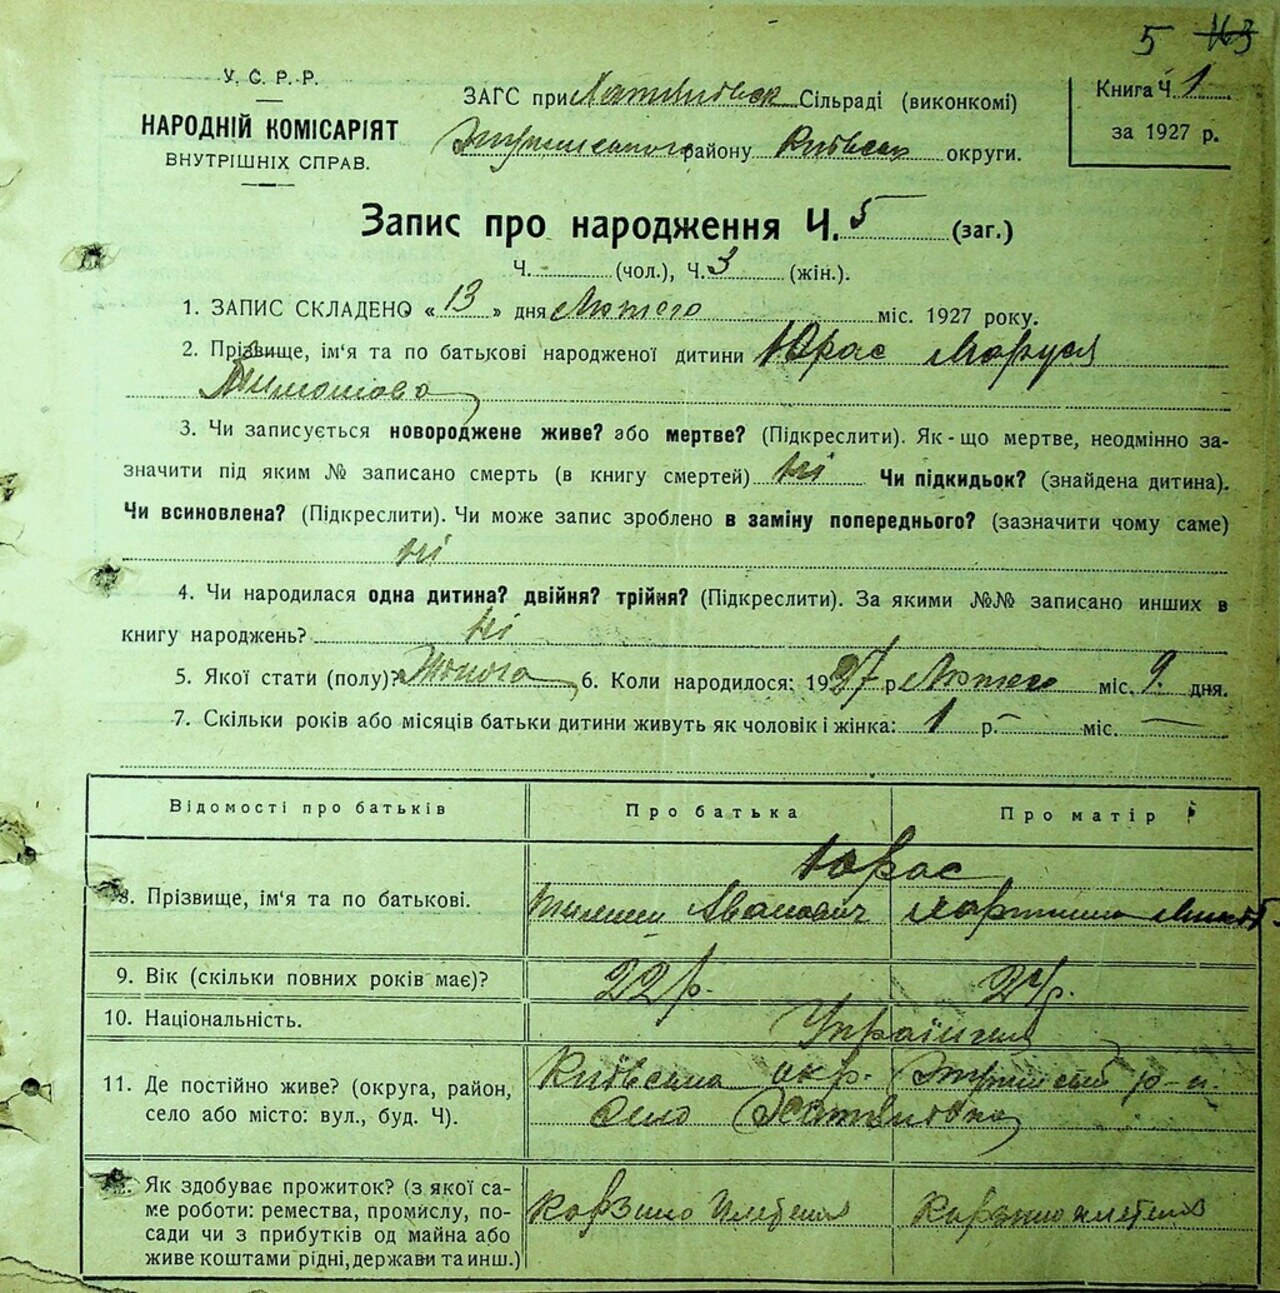 5 163
У. С. Р. Р.
НАРОДНІЙ КОМІСАРІЯТ
ВНУТРІШНІХ СПРАВ.
ЗАГС при Хотянівськ Сільраді (виконкомі)
району Київськ округи.
Книга Ч. 1
за 1927 р.
Запис про народження Ч. 5 (заг.)
Ч. (чол.), Ч. 3 (жін.).
1. ЗАПИС СКЛАДЕНО «13» дня Лютого міс. 1927 року.
2. Прізвище, ім'я та по батькові народженої дитини Юрас Маруся
3. Чи записується новороджене живе? або мертве? (Підкреслити). Як-що мертве, неодмінно за-
значити під яким № записано смерть (в книгу смертей) ні Чи підкидьок? (знайдена дитина).
Чи всиновлена? (Підкреслити). Чи може запис зроблено в заміну попереднього? (зазначити чому саме)
ні
4. Чи народилася одна дитина? двійня? трійня? (Підкреслити). За якими №№ записано инших в
книгу народжень? ні
5. Якої стати (полу)? Жіноча 6. Коли народилося: 1927 р. Лютого міс. 9. дня.
7. Скільки років або місяців батьки дитини живуть як чоловік і жінка: 1 р. — міс. —
Відомості про батьків Про батька Про матір
Юрас
8. Прізвище, ім'я та по батькові. Іванович
9. Вік (скільки повних років має)? 22 р. 24 р.
10. Національність.
11. Де постійно живе? (округа, район,
село або місто: вул., буд. Ч).
окр. р-н.
село Хотянівка
12. Як здобуває прожиток? (з якої са-
ме роботи: ремества, промислу, по-
сади чи з прибутків од майна або
живе коштами рідні, держави та инш.)